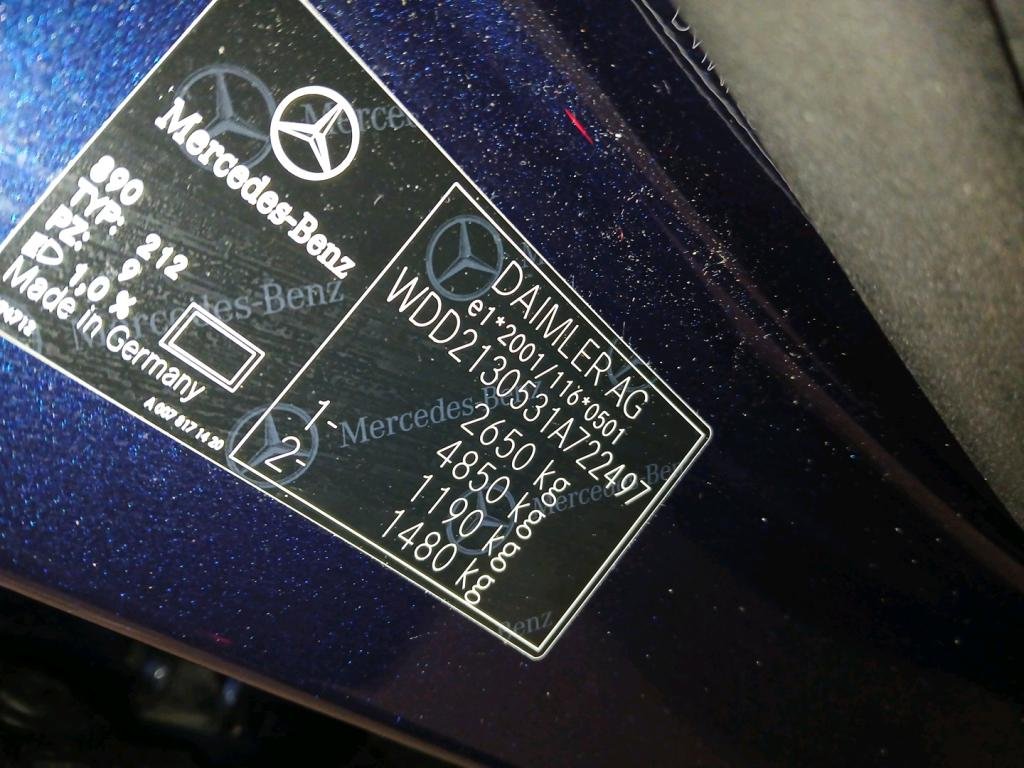 Mercedes-Benz
890
TYP: 212
PZ: 9
ED 1,0 %
Made in Germany
A 007 817 14 20
DAIMLER AG
e1*2001/116*0501
WDD2130531A722497
2650 kg
4850 kg
1- 1190 kg
2- 1480 kg